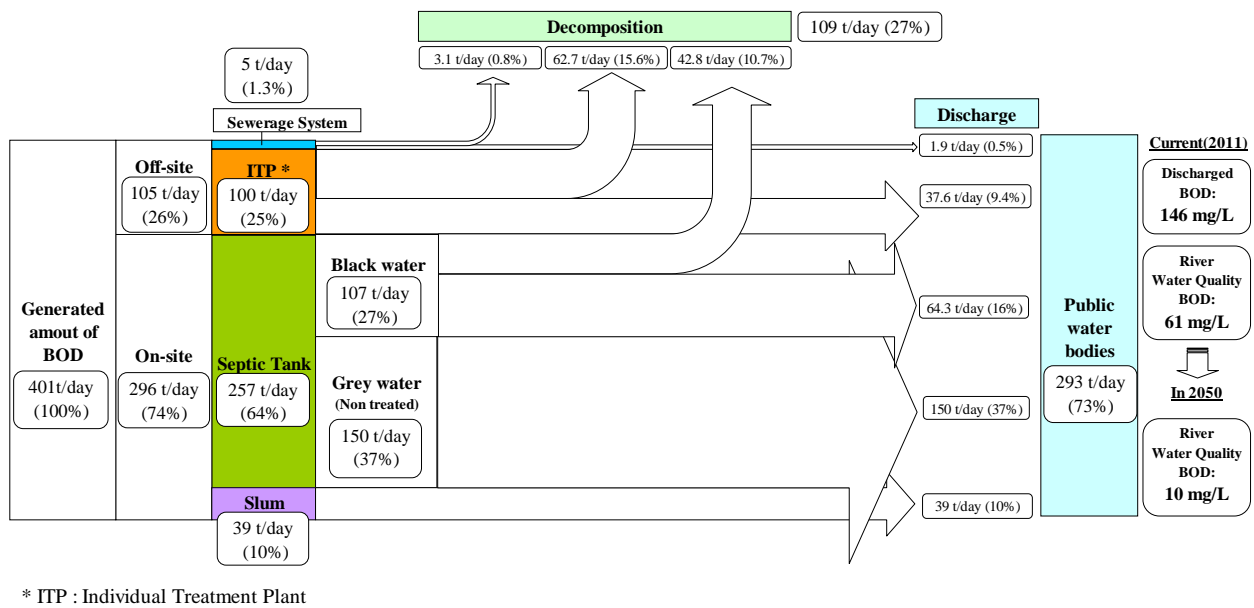 Decomposition
109 t/day (27%)
3.1 t/day (0.8%)
62.7 t/day (15.6%)
42.8 t/day (10.7%)
5 t/day
(1.3%)
Sewerage System
Discharge
1.9 t/day (0.5%)
Off-site
105 t/day
(26%)
ITP *
100 t/day
(25%)
37.6 t/day (9.4%)
Generated
amout of
BOD
401t/day
(100%)
On-site
296 t/day
(74%)
Septic Tank
257 t/day
(64%)
Black water
107 t/day
(27%)
64.3 t/day (16%)
Grey water
(Non treated)
150 t/day
(37%)
150 t/day (37%)
Slum
39 t/day
(10%)
39 t/day (10%)
Public
water
bodies
293 t/day
(73%)
Current(2011)
Discharged
BOD:
146 mg/L
River
Water Quality
BOD:
61 mg/L
In 2050
River
Water Quality
BOD:
10 mg/L
* ITP : Individual Treatment Plant